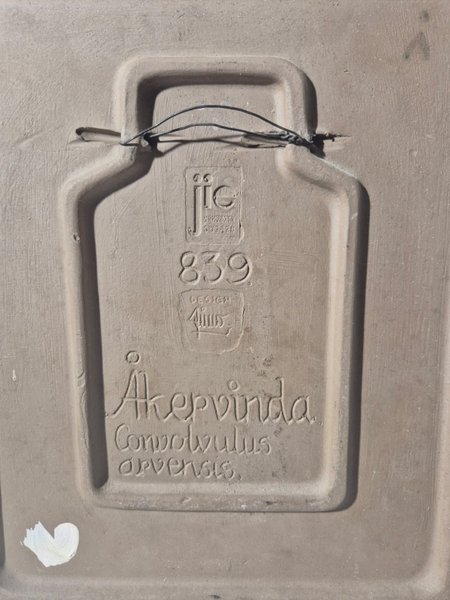 jie
839
DESIGN
Åkervinda
Convolvulus
arvensis.